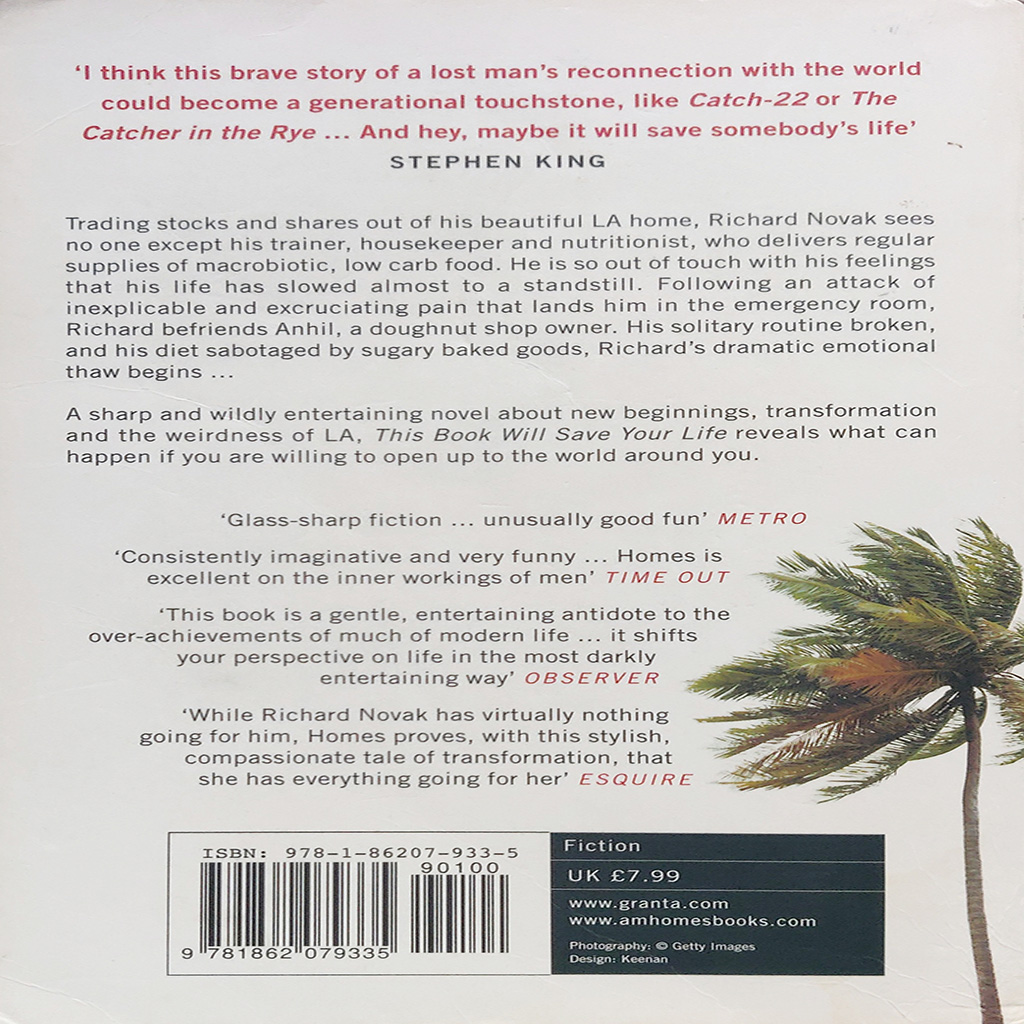 ‘I think this brave story of a lost man’s reconnection with the world
could become a generational touchstone, like Catch-22 or The
Catcher in the Rye ... And hey, maybe it will save somebody’s life’
STEPHEN KING
Trading stocks and shares out of his beautiful LA home, Richard Novak sees
no one except his trainer, housekeeper and nutritionist, who delivers regular
supplies of macrobiotic, low carb food. He is so out of touch with his feelings
that his life has slowed almost to a standstill. Following an attack of
inexplicable and excruciating pain that lands him in the emergency room,
Richard befriends Anhil, a doughnut shop owner. His solitary routine broken,
and his diet sabotaged by sugary baked goods, Richard’s dramatic emotional
thaw begins ...
A sharp and wildly entertaining novel about new beginnings, transformation
and the weirdness of LA, This Book Will Save Your Life reveals what can
happen if you are willing to open up to the world around you.
‘Glass-sharp fiction ... unusually good fun’ METRO
‘Consistently imaginative and very funny ... Homes is
excellent on the inner workings of men’ TIME OUT
‘This book is a gentle, entertaining antidote to the
over-achievements of much of modern life ... it shifts
your perspective on life in the most darkly
entertaining way’ OBSERVER
‘While Richard Novak has virtually nothing
going for him, Homes proves, with this stylish,
compassionate tale of transformation, that
she has everything going for her’ ESQUIRE
ISBN: 978-1-86207-933-5
90100
9 781862 079335
Fiction
UK £7.99
www.granta.com
www.amhomesbooks.com
Photography: © Getty Images
Design: Keenan